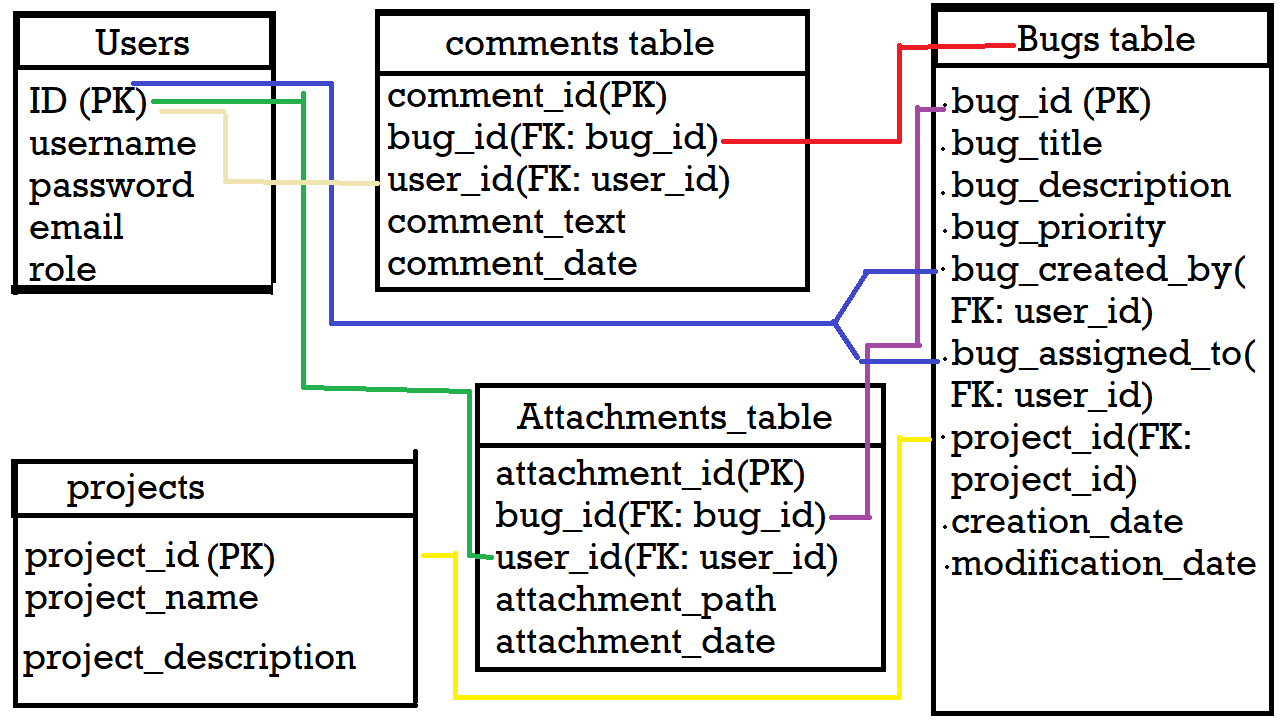 Users
ID (PK)
username
password
email
role
comments table
comment_id(PK)
bug_id(FK: bug_id)
user_id(FK: user_id)
comment_text
comment_date
Bugs table
bug_id (PK)
bug_title
bug_description
bug_priority
bug_created_by(
FK: user_id)
bug_assigned_to(
FK: user_id)
project_id(FK:
project_id)
creation_date
modification_date
Attachments_table
attachment_id(PK)
bug_id(FK: bug_id)
user_id(FK: user_id)
attachment_path
attachment_date
projects
project_id (PK)
project_name
project_description